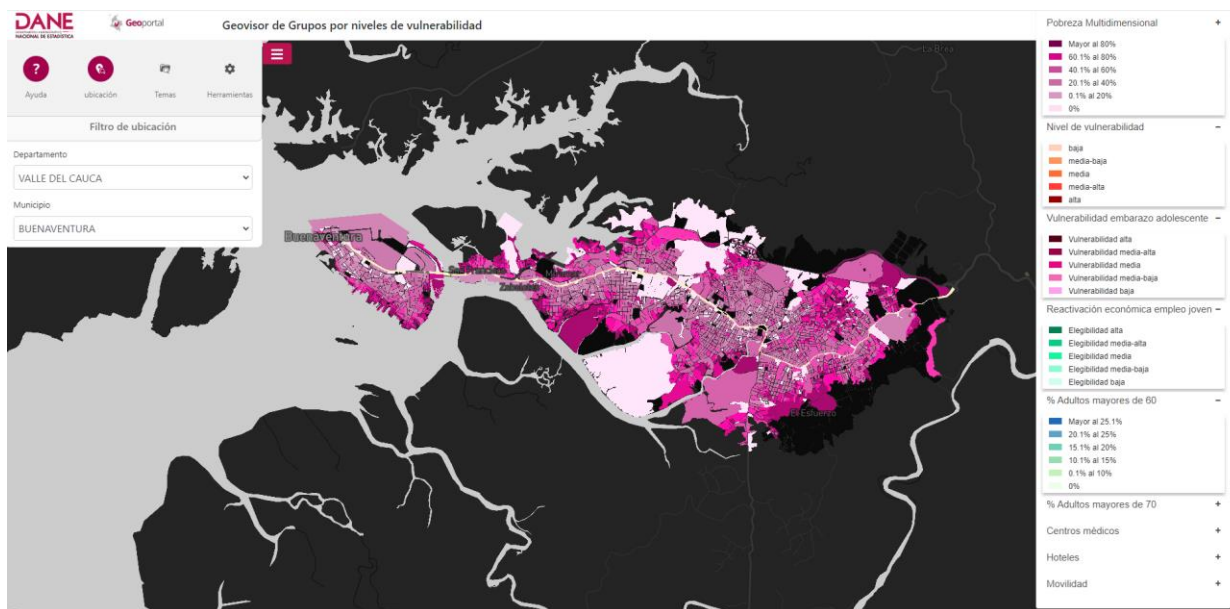 DANE
NACIONAL DE ESTADÍSTICA
Geoportal
Geovisor de Grupos por niveles de vulnerabilidad
Ayuda
ubicación
Temas
Herramientas
Filtro de ubicación
Departamento
VALLE DEL CAUCA
Municipio
BUENAVENTURA
La Brea
Buenaventura
San Francisco
Zabaletas
El Esfuerzo
Pobreza Multidimensional +
Mayor al 80%
60.1% al 80%
40.1% al 60%
20.1% al 40%
0.1% al 20%
0%
Nivel de vulnerabilidad –
baja
media-baja
media
media-alta
alta
Vulnerabilidad embarazo adolescente –
Vulnerabilidad alta
Vulnerabilidad media-alta
Vulnerabilidad media
Vulnerabilidad media-baja
Vulnerabilidad baja
Reactivación económica empleo joven –
Elegibilidad alta
Elegibilidad media-alta
Elegibilidad media
Elegibilidad media-baja
Elegibilidad baja
% Adultos mayores de 60 –
Mayor al 25.1%
20.1% al 25%
15.1% al 20%
10.1% al 15%
0.1% al 10%
0%
% Adultos mayores de 70 +
Centros médicos +
Hoteles +
Movilidad +